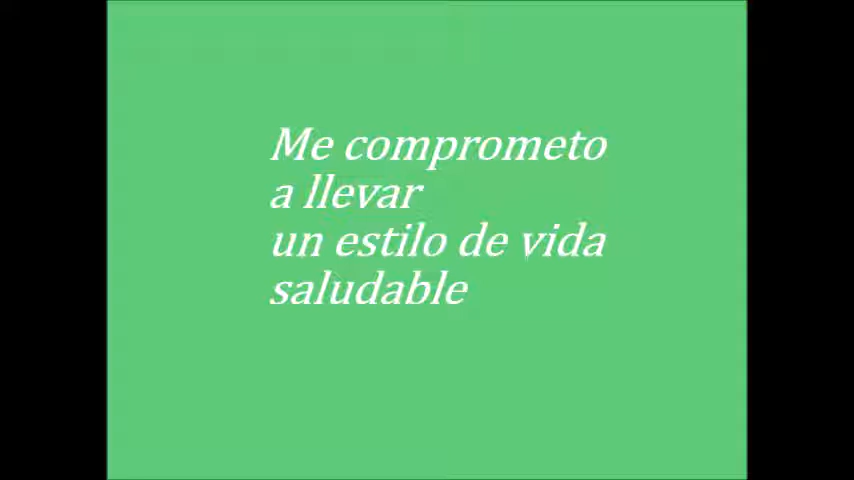 Me comprometo
a llevar
un estilo de vida
saludable